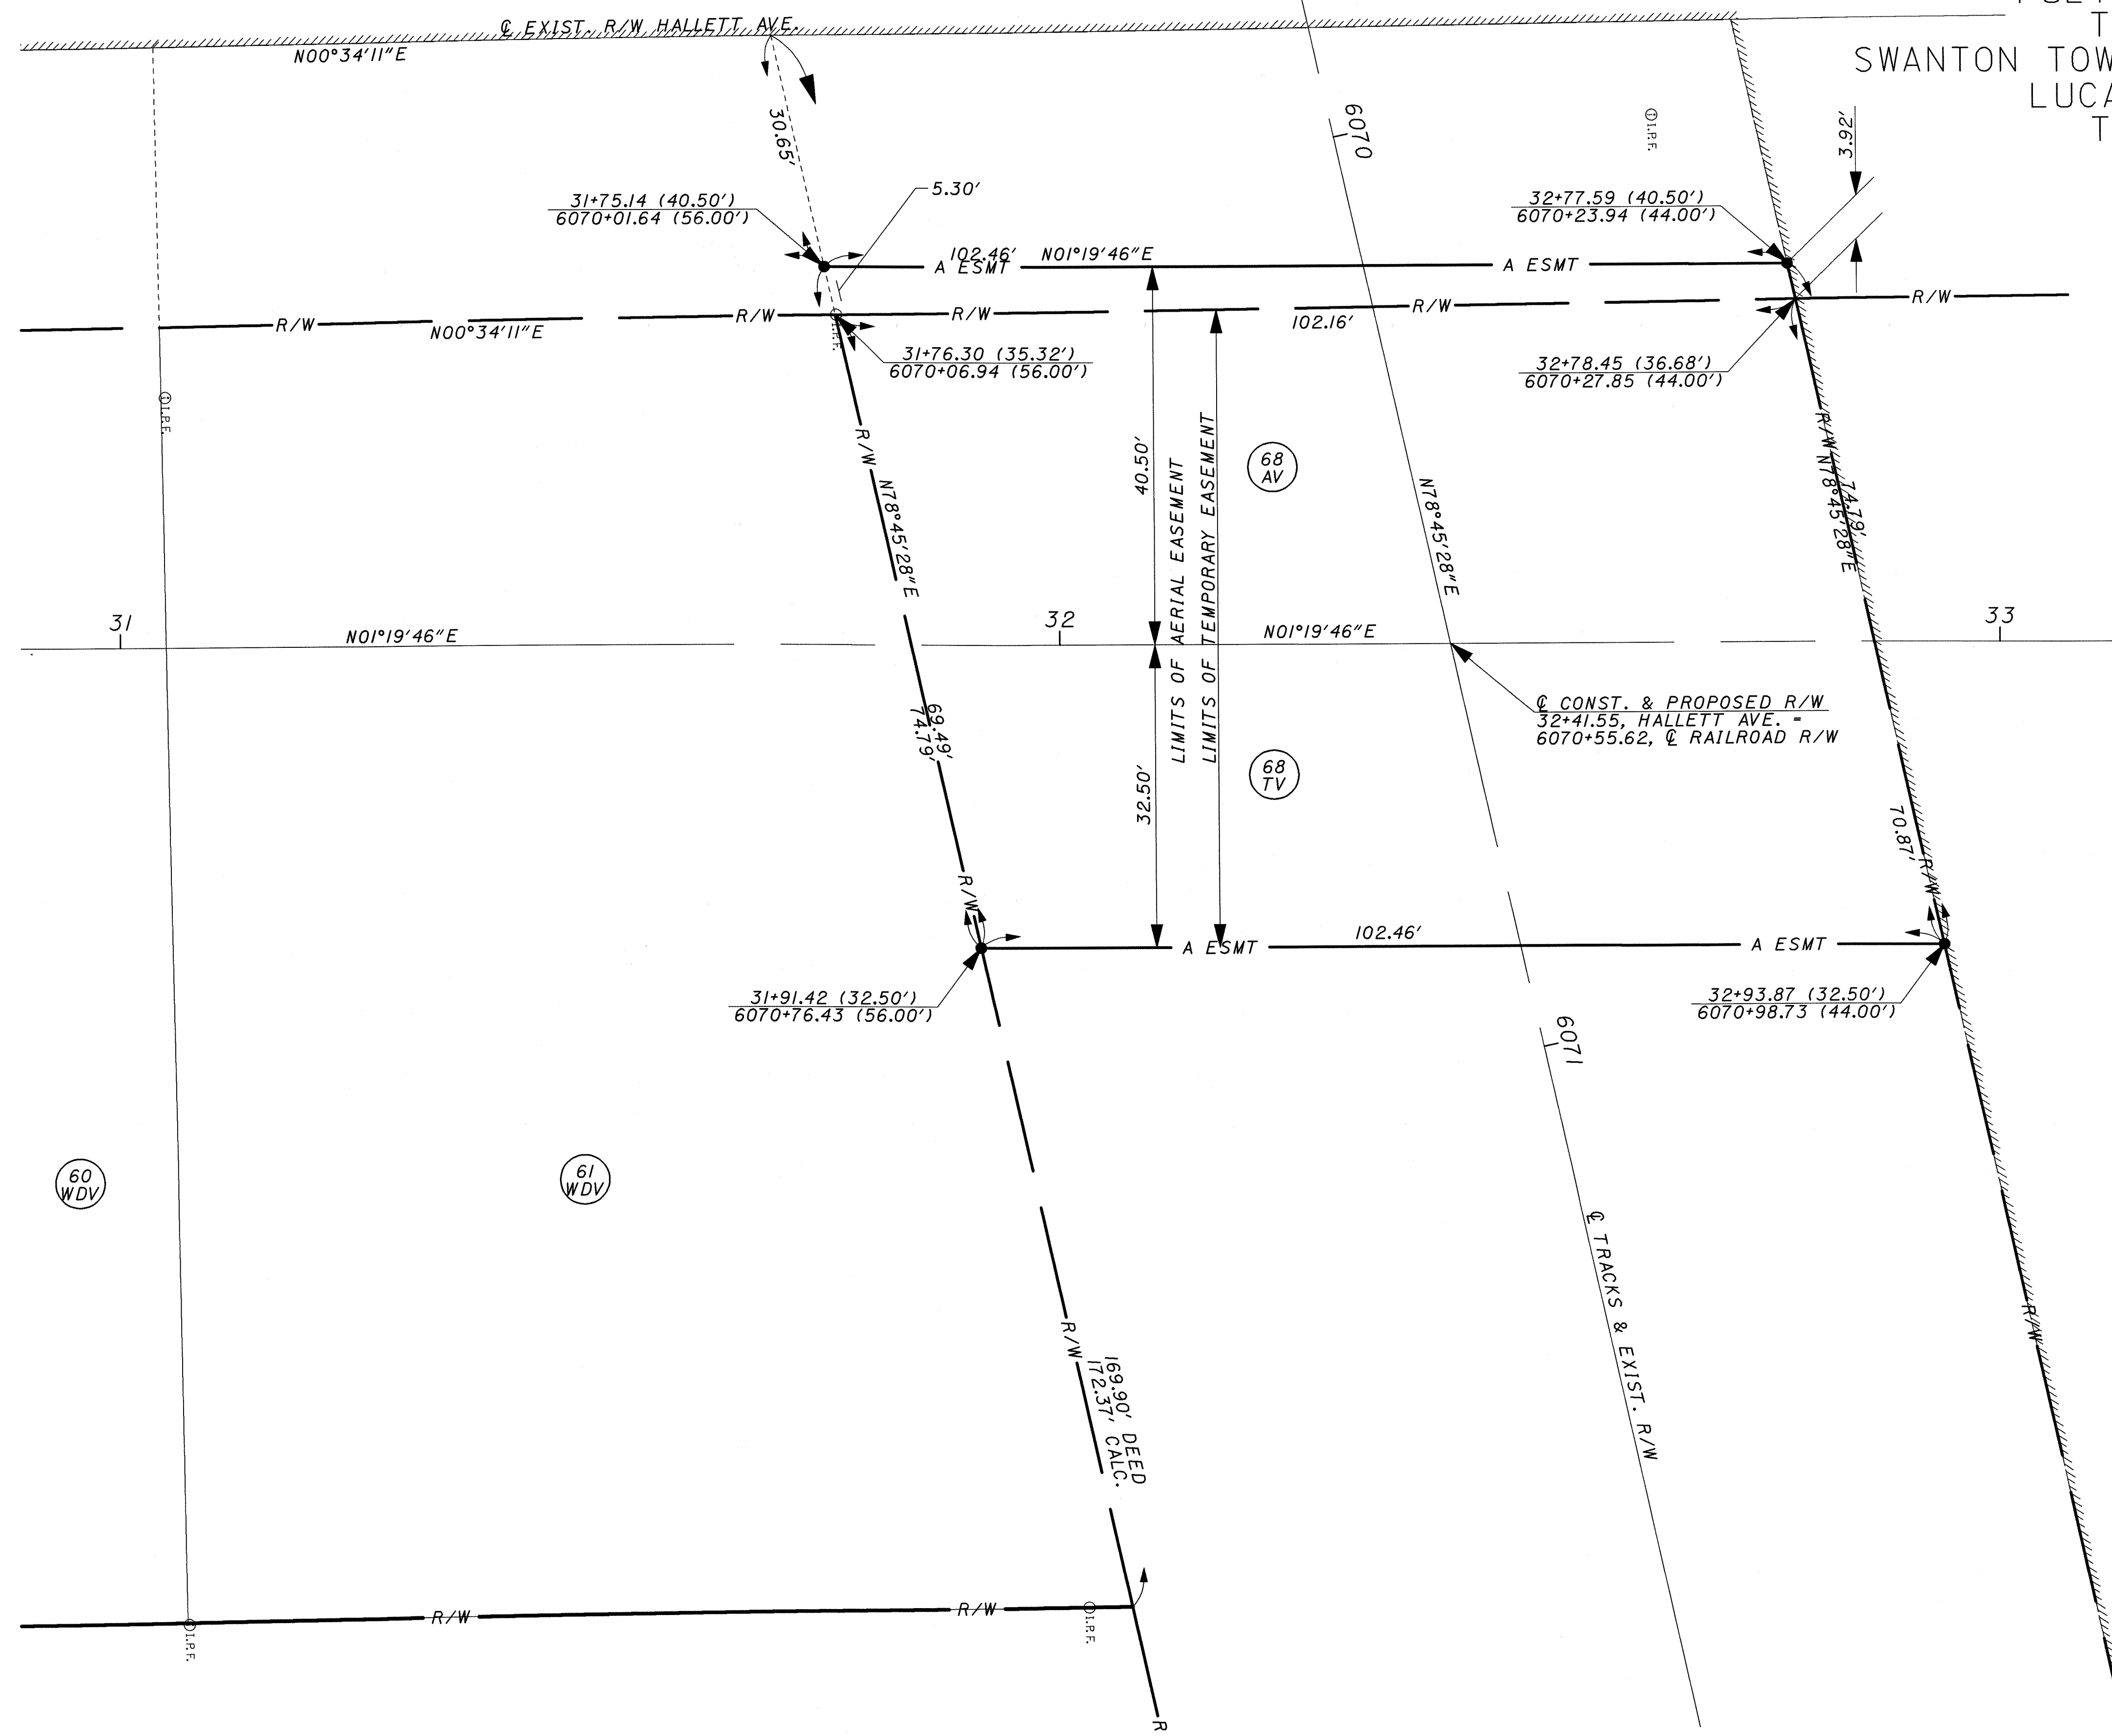 ℄ EXIST. R/W HALLETT AVE.
N00°34'11"E
SWANTON TOW
LUCA
T
T
30.65'
6070
I.P.F.
3.92'
31+75.14 (40.50')
6070+01.64 (56.00')
5.30'
32+77.59 (40.50')
6070+23.94 (44.00')
102.46'
N01°19'46"E
A ESMT
A ESMT
R/W
N00°34'11"E
R/W
R/W
R/W
R/W
102.16'
I.P.F.
31+76.30 (35.32')
6070+06.94 (56.00')
32+78.45 (36.68')
6070+27.85 (44.00')
I.P.F.
R/W
N78°45'28"E
40.50'
LIMITS OF AERIAL EASEMENT
LIMITS OF TEMPORARY EASEMENT
68
AV
N78°45'28"E
R/W N78°45'28"E
74.79'
31
N01°19'46"E
32
N01°19'46"E
33
69.49'
74.79'
32.50'
68
TV
℄ CONST. & PROPOSED R/W
32+41.55, HALLETT AVE. =
6070+55.62, ℄ RAILROAD R/W
70.87'
R/W
R/W
A ESMT
102.46'
A ESMT
31+91.42 (32.50')
6070+76.43 (56.00')
32+93.87 (32.50')
6070+98.73 (44.00')
6071
60
WDV
61
WDV
℄ TRACKS & EXIST. R/W
R/W
R/W
169.90' DEED
172.37' CALC.
R/W
R/W
I.P.F.
I.P.F.
R